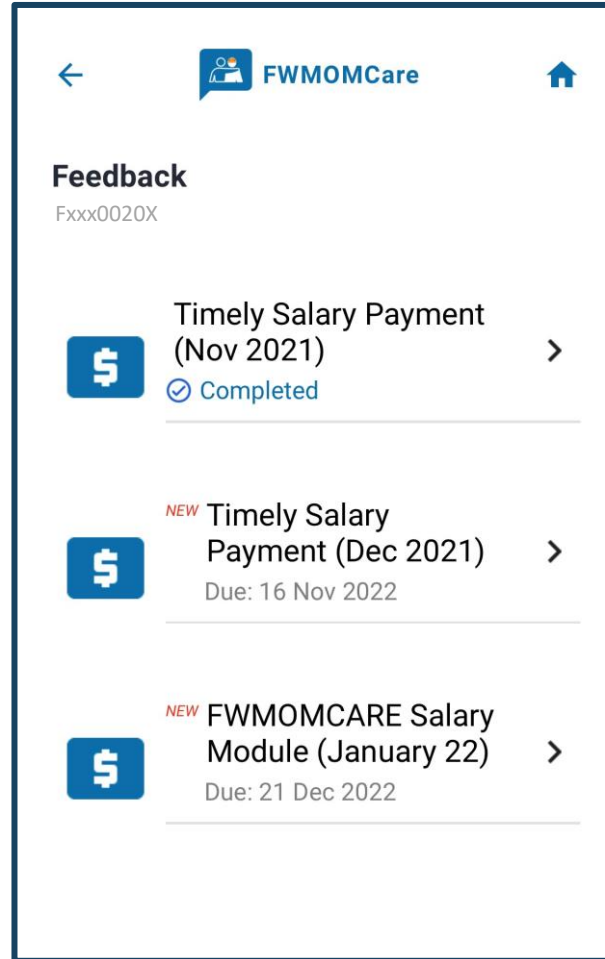 FWMOMCare
Feedback
Fxxx0020X
Timely Salary Payment
(Nov 2021)
Completed
NEW Timely Salary
Payment (Dec 2021)
Due: 16 Nov 2022
NEW FWMOMCARE Salary
Module (January 22)
Due: 21 Dec 2022